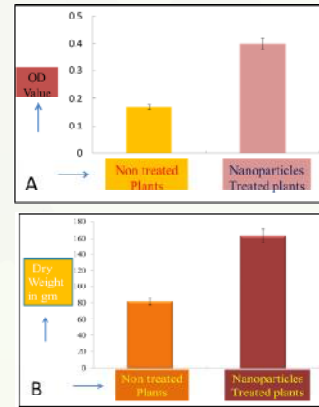 0.5
0.4
0.3
0.2
0.1
0
OD
Value
A
Non treated
Plants
Nanoparticles
Treated plants
180
160
140
120
100
80
60
40
20
0
Dry
Weight
in gm
B
Non treated
Plants
Nanoparticles
Treated plants